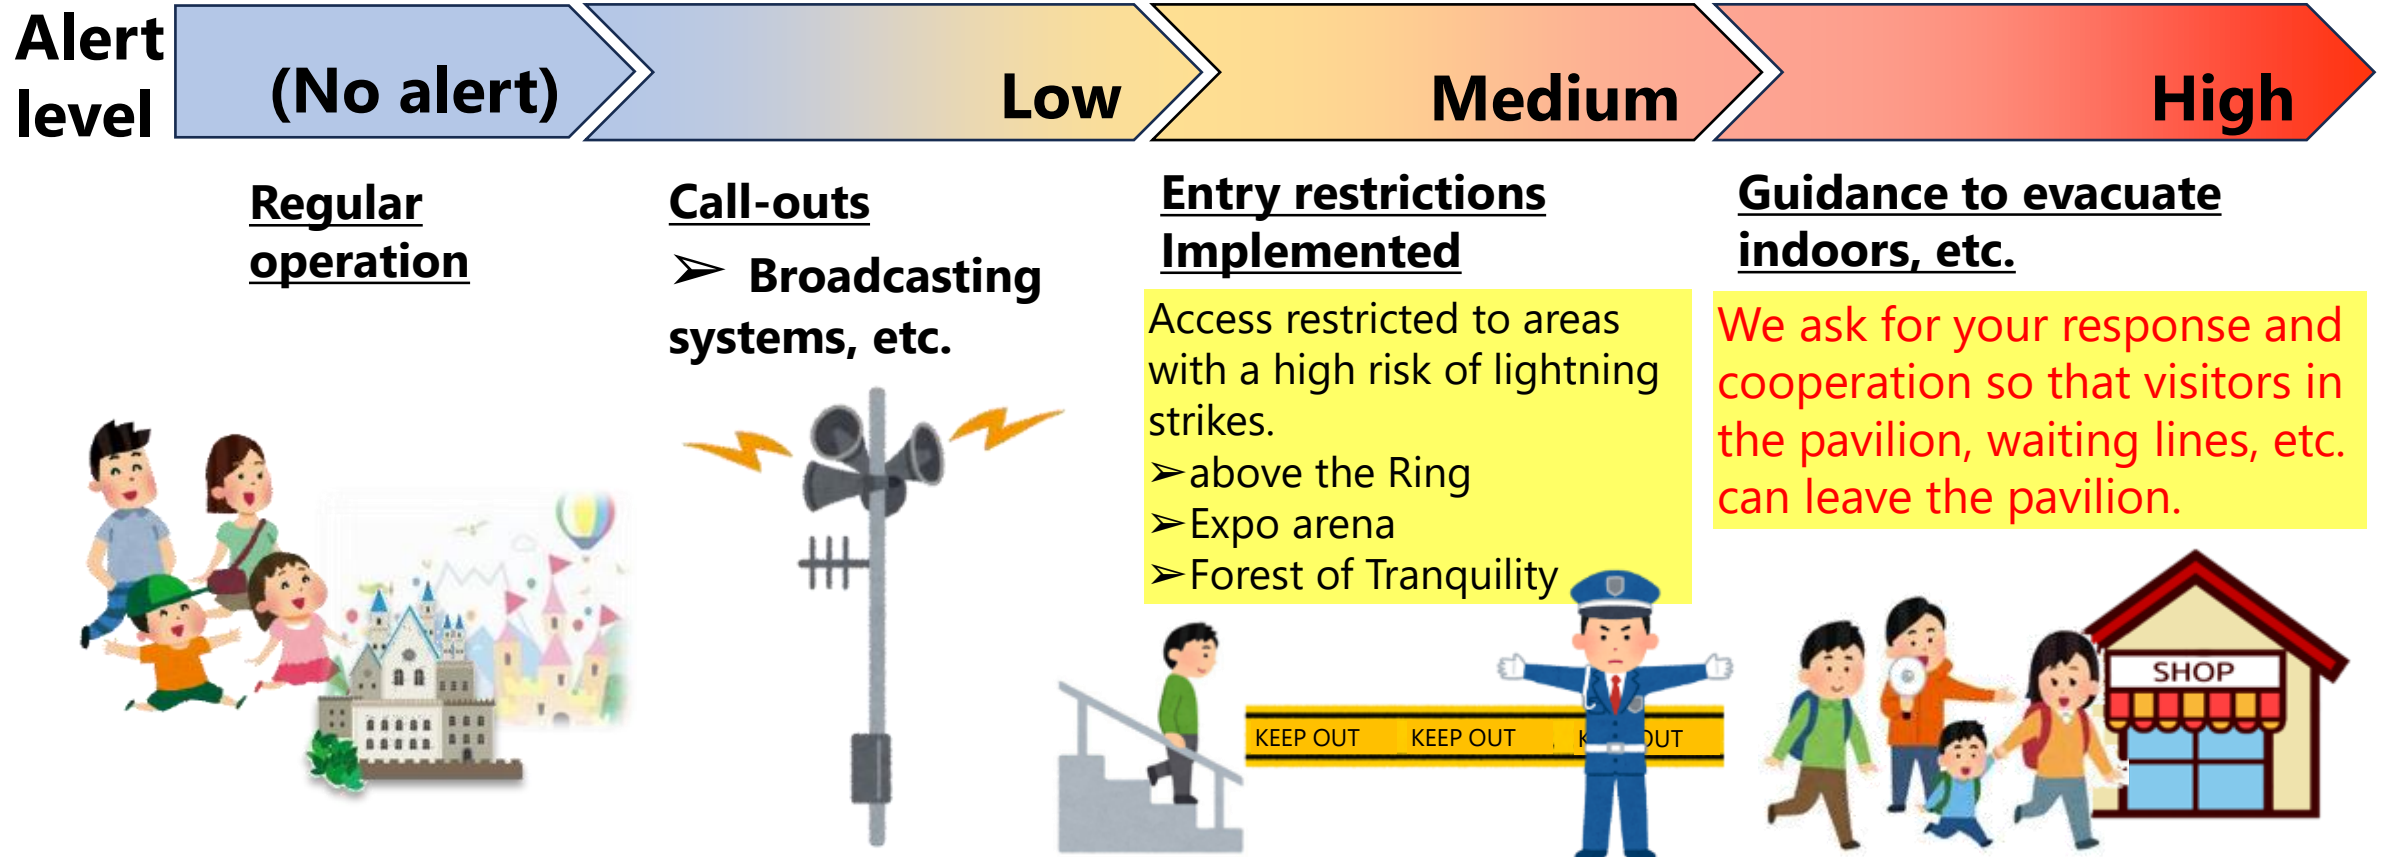 Alert
level
(No alert)
Low
Medium
High
Regular
operation
Call-outs
➢ Broadcasting
systems, etc.
Entry restrictions
Implemented
Access restricted to areas
with a high risk of lightning
strikes.
➢above the Ring
➢Expo arena
➢Forest of Tranquility
Guidance to evacuate
indoors, etc.
We ask for your response and
cooperation so that visitors in
the pavilion, waiting lines, etc.
can leave the pavilion.
KEEP OUT KEEP OUT
SHOP